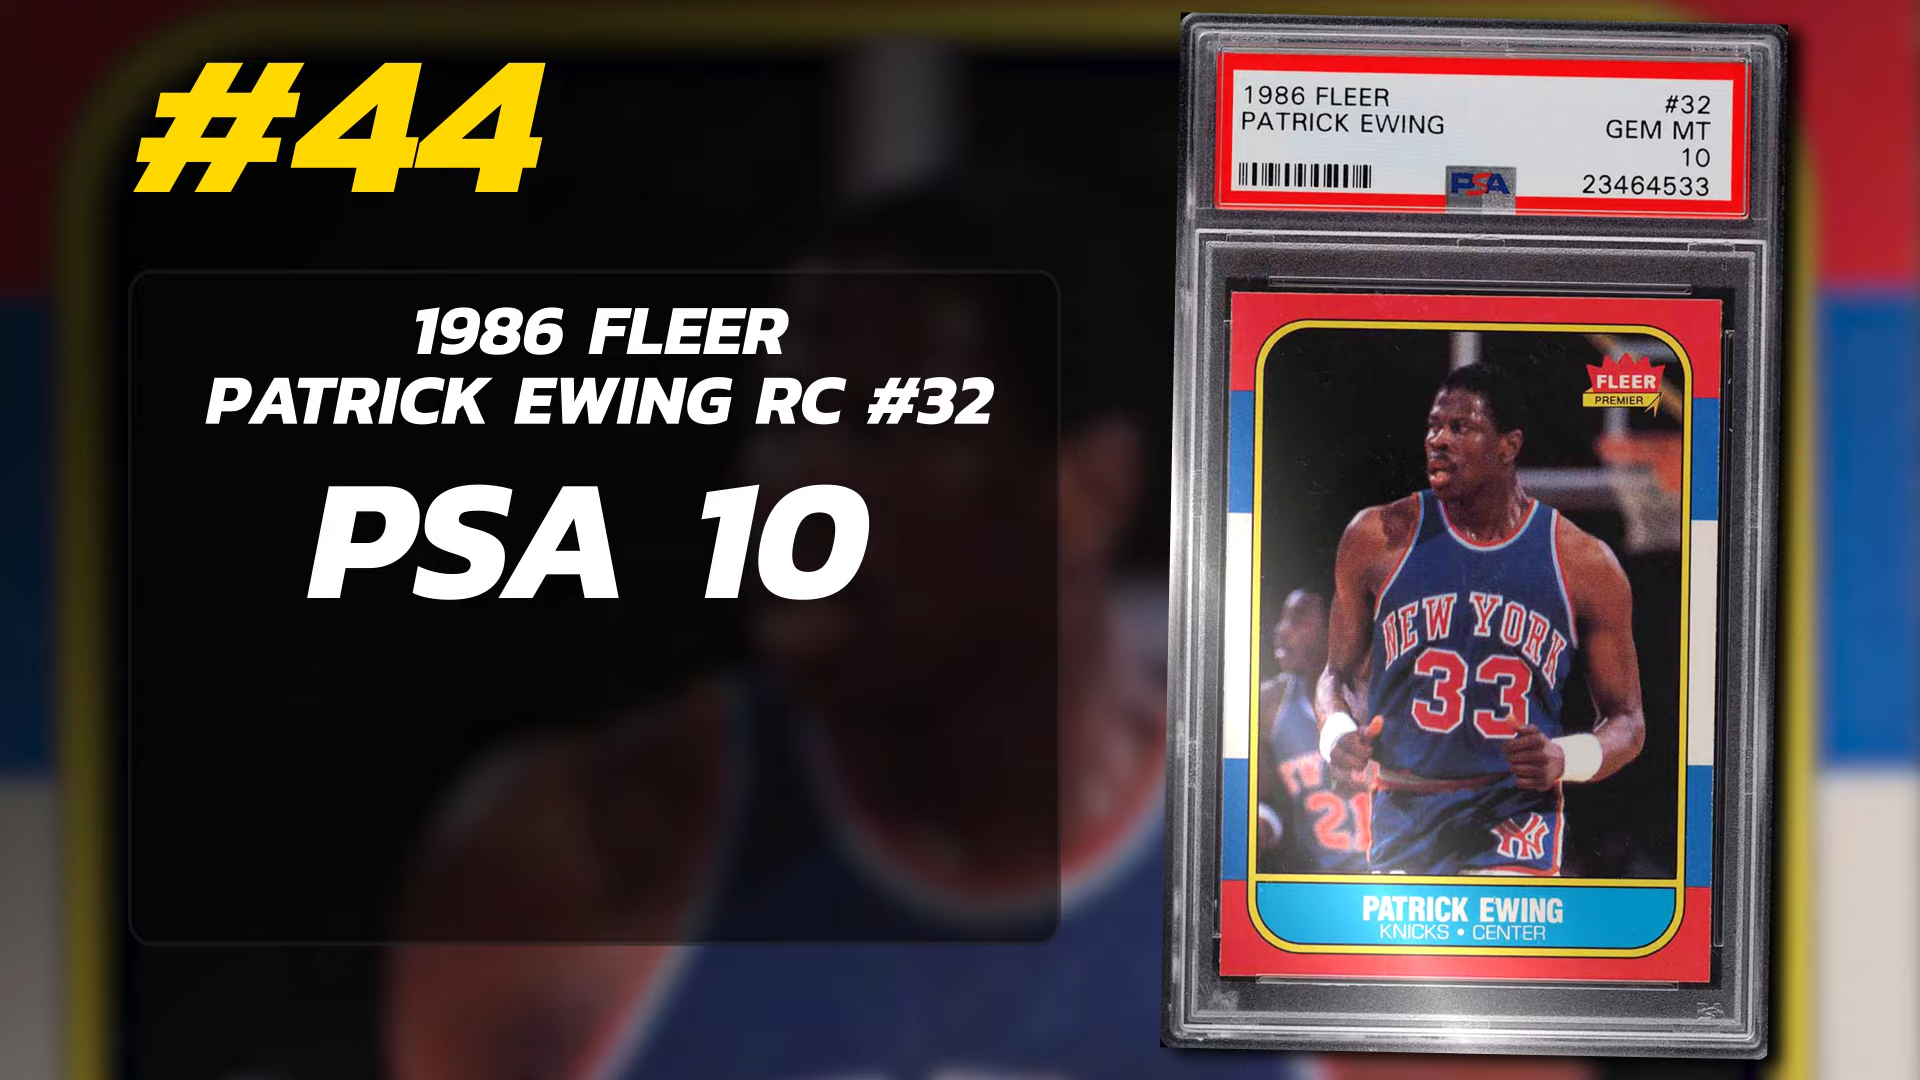 #44
1986 FLEER
PATRICK EWING RC #32
PSA 10
1986 FLEER
#32
PATRICK EWING
GEM MT
10
PSA
23464533
FLEER
PREMIER
NEW YORK
33
21
NY
PATRICK EWING
KNICKS • CENTER